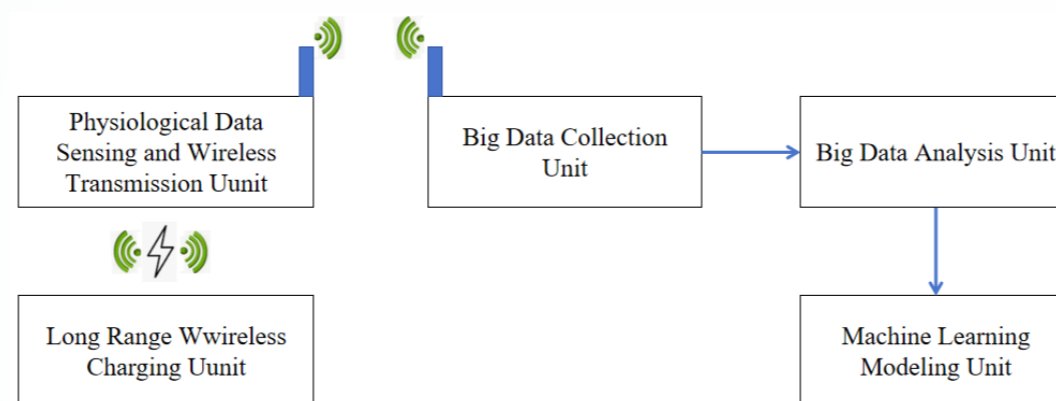 Physiological Data
Sensing and Wireless
Transmission Uunit
Big Data Collection
Unit
Big Data Analysis Unit
Long Range Wwireless
Charging Uunit
Machine Learning
Modeling Unit